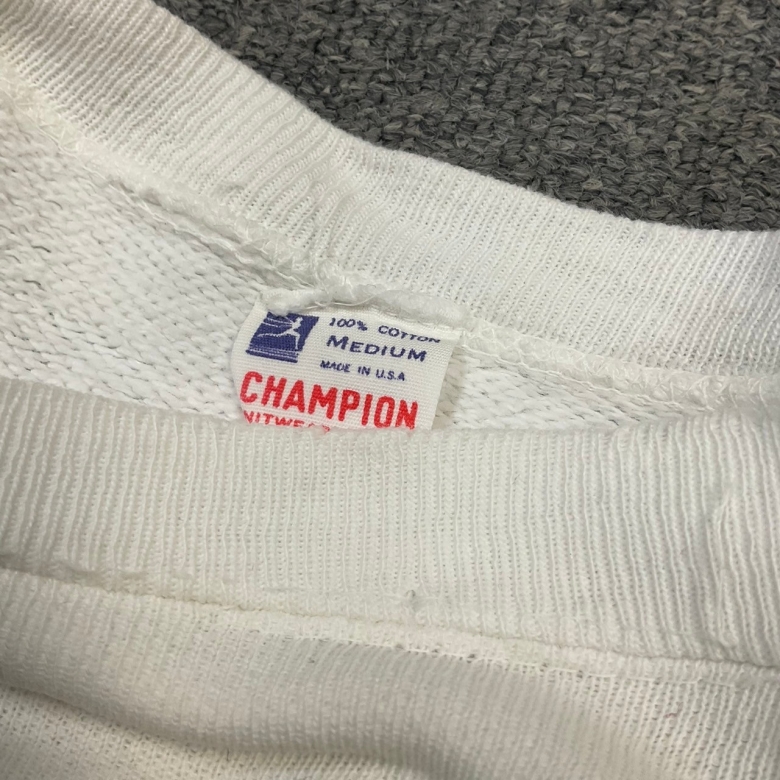 100% COTTON
MEDIUM
MADE IN U.S.A
CHAMPION